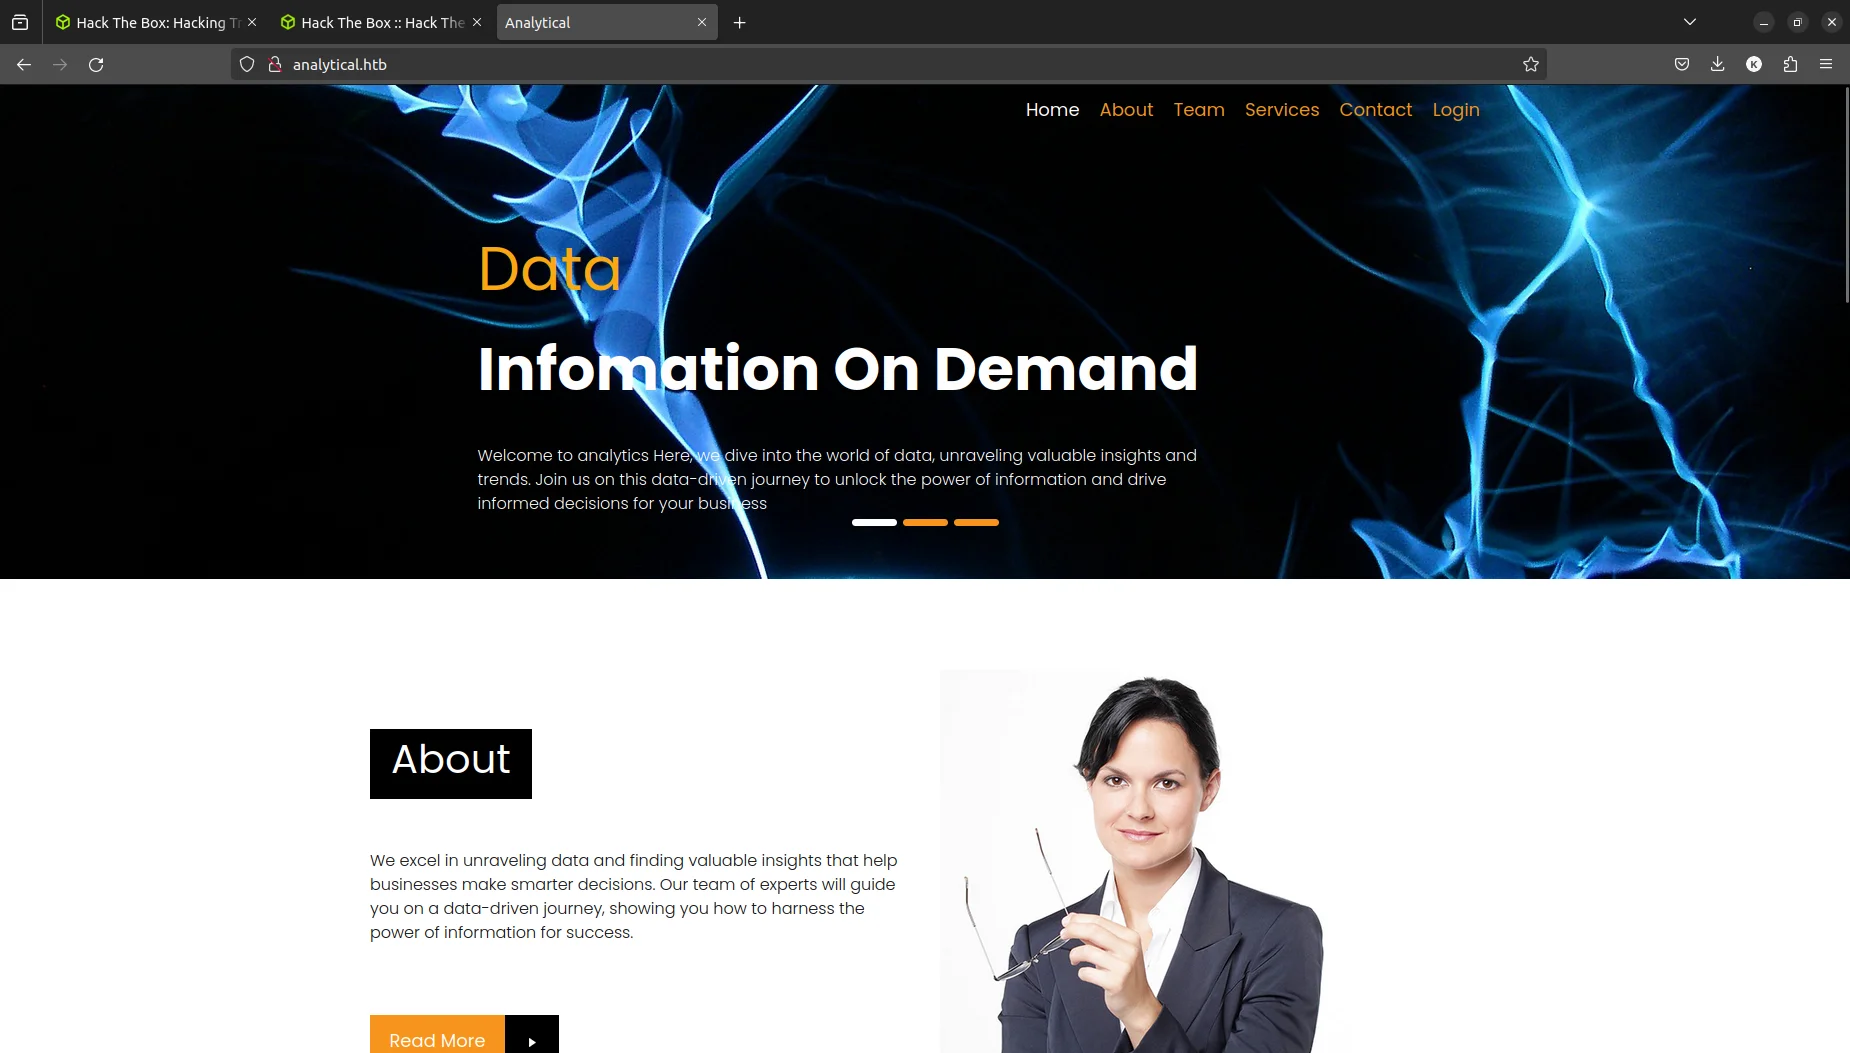 Hack The Box: Hacking Tr
Hack The Box :: Hack The
Analytical
analytical.htb
K
Home About Team Services Contact Login
Data
Infomation On Demand
Welcome to analytics Here, we dive into the world of data, unraveling valuable insights and
trends. Join us on this data-driven journey to unlock the power of information and drive
informed decisions for your business
About
We excel in unraveling data and finding valuable insights that help
businesses make smarter decisions. Our team of experts will guide
you on a data-driven journey, showing you how to harness the
power of information for success.
Read More